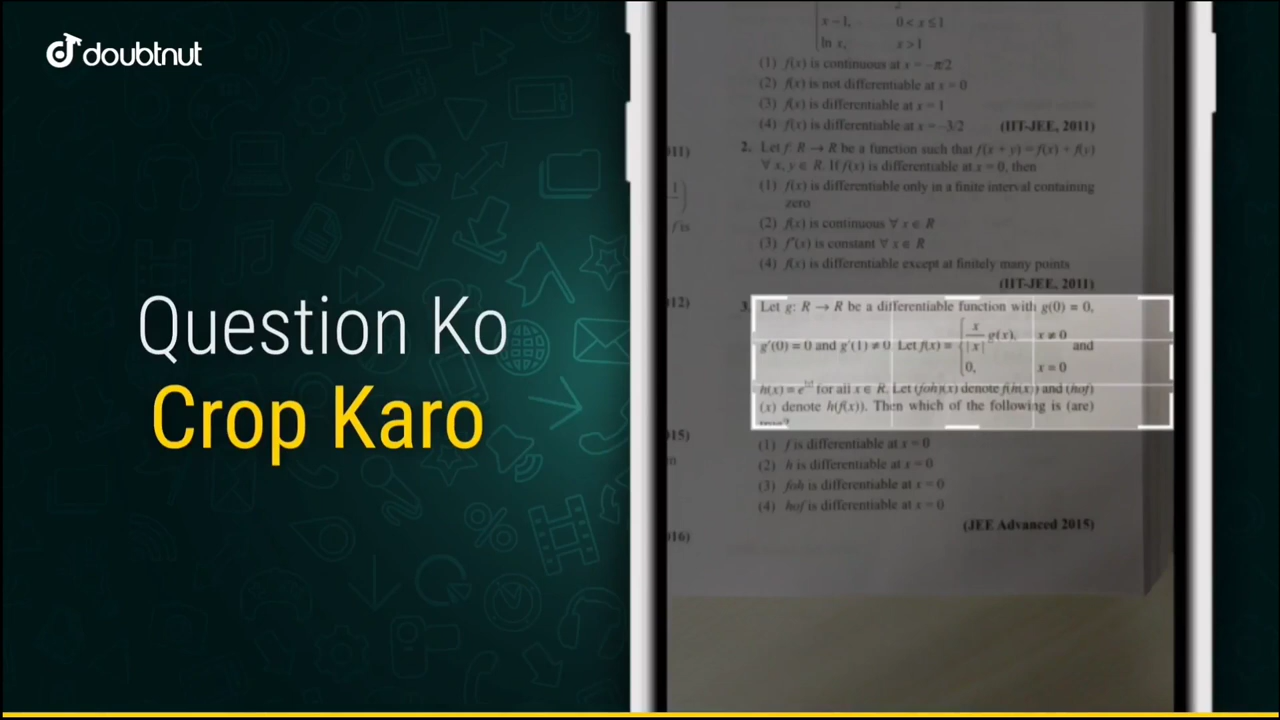 doubtnut
Question Ko
Crop Karo
x−1, 0<x≤1
ln x, x>1
(1) f(x) is continuous at x = −π/2
(2) f(x) is not differentiable at x = 0
(3) f(x) is differentiable at x = 1
(4) f(x) is differentiable at x = −3/2 (IIT-JEE, 2011)
2. Let f: R → R be a function such that f(x + y) = f(x) + f(y)
∀ x, y ∈ R. If f(x) is differentiable at x = 0, then
(1) f(x) is differentiable only in a finite interval containing
zero
(2) f(x) is continuous ∀ x ∈ R
(3) f′(x) is constant ∀ x ∈ R
(4) f(x) is differentiable except at finitely many points
(IIT-JEE, 2011)
3. Let g: R → R be a differentiable function with g(0) = 0,
g′(0) = 0 and g′(1) ≠ 0. Let f(x) = { x/|x| g(x), x ≠ 0 and
0, x = 0
h(x) = e^|x| for all x ∈ R. Let (foh)(x) denote f(h(x)) and (hof)
(x) denote h(f(x)). Then which of the following is (are)
true?
(1) f is differentiable at x = 0
(2) h is differentiable at x = 0
(3) foh is differentiable at x = 0
(4) hof is differentiable at x = 0
(JEE Advanced 2015)
011)
f is
012)
015)
016)